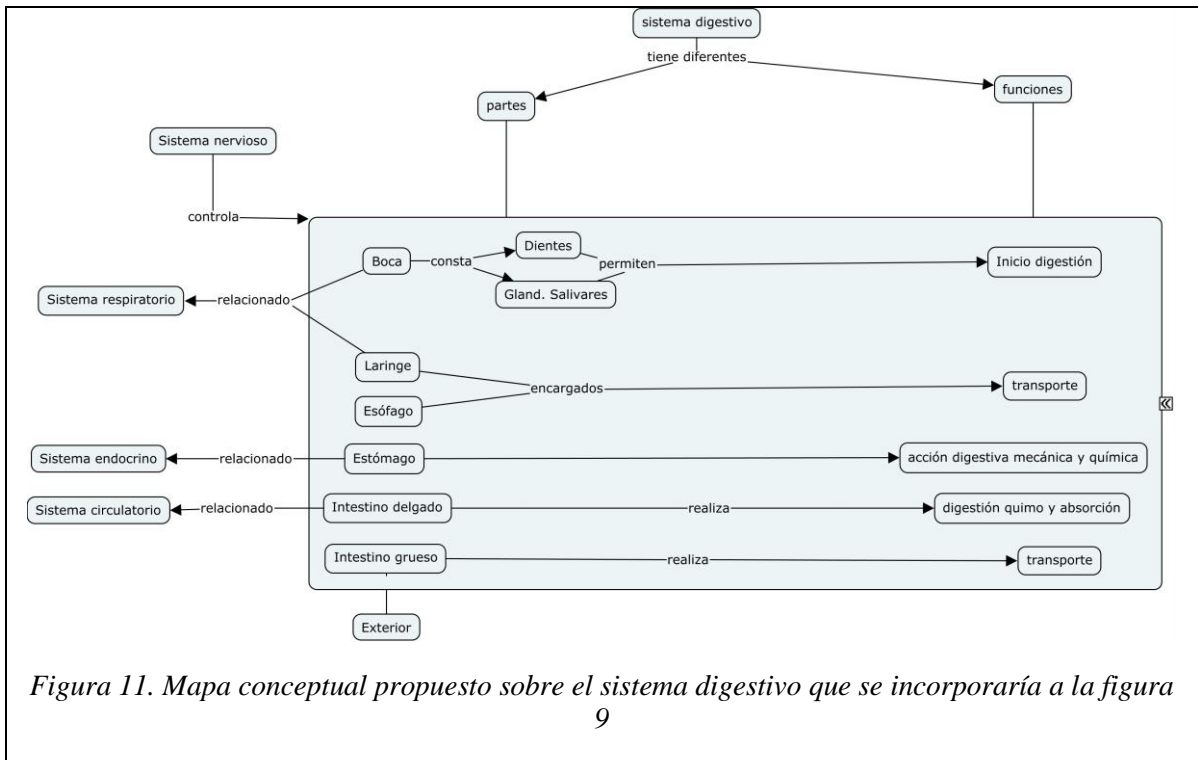 sistema digestivo
tiene diferentes
partes
funciones
Sistema nervioso
controla
Boca
consta
Dientes
permiten
Inicio digestión
Gland. Salivares
Sistema respiratorio
relacionado
Laringe
encargados
transporte
Esófago
Sistema endocrino
relacionado
Estómago
acción digestiva mecánica y química
Sistema circulatorio
relacionado
Intestino delgado
realiza
digestión quimo y absorción
Intestino grueso
realiza
transporte
Exterior
Figura 11. Mapa conceptual propuesto sobre el sistema digestivo que se incorporaría a la figura
9